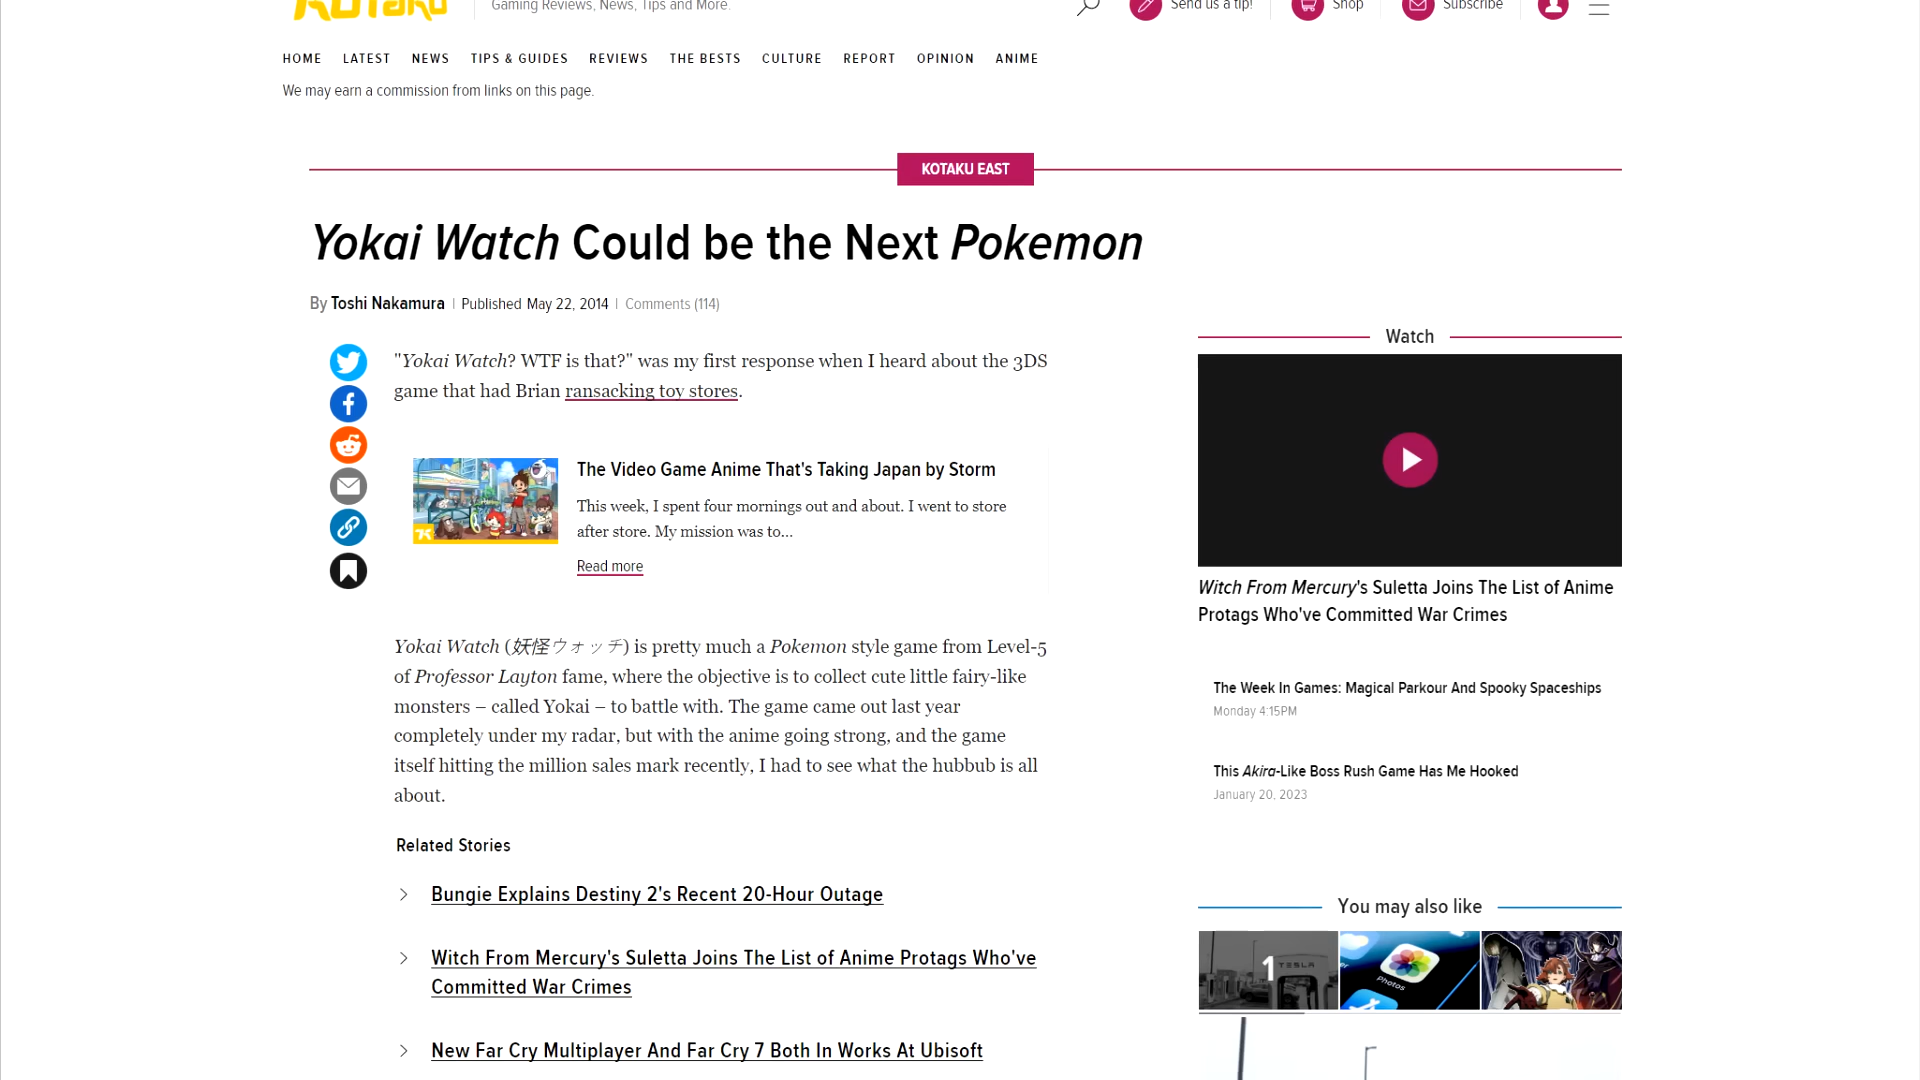 KOTAKU
Gaming Reviews, News, Tips and More.
Send us a tip!
Shop
Subscribe
HOME LATEST NEWS TIPS & GUIDES REVIEWS THE BESTS CULTURE REPORT OPINION ANIME
We may earn a commission from links on this page.
KOTAKU EAST
Yokai Watch Could be the Next Pokemon
By Toshi Nakamura | Published May 22, 2014 | Comments (114)
"Yokai Watch? WTF is that?" was my first response when I heard about the 3DS
game that had Brian ransacking toy stores.
The Video Game Anime That's Taking Japan by Storm
This week, I spent four mornings out and about. I went to store
after store. My mission was to...
Read more
Yokai Watch (妖怪ウォッチ) is pretty much a Pokemon style game from Level-5
of Professor Layton fame, where the objective is to collect cute little fairy-like
monsters – called Yokai – to battle with. The game came out last year
completely under my radar, but with the anime going strong, and the game
itself hitting the million sales mark recently, I had to see what the hubbub is all
about.
Related Stories
Bungie Explains Destiny 2's Recent 20-Hour Outage
Witch From Mercury's Suletta Joins The List of Anime Protags Who've
Committed War Crimes
New Far Cry Multiplayer And Far Cry 7 Both In Works At Ubisoft
Watch
Witch From Mercury's Suletta Joins The List of Anime
Protags Who've Committed War Crimes
The Week In Games: Magical Parkour And Spooky Spaceships
Monday 4:15PM
This Akira-Like Boss Rush Game Has Me Hooked
January 20, 2023
You may also like
1
TESLA
Photos